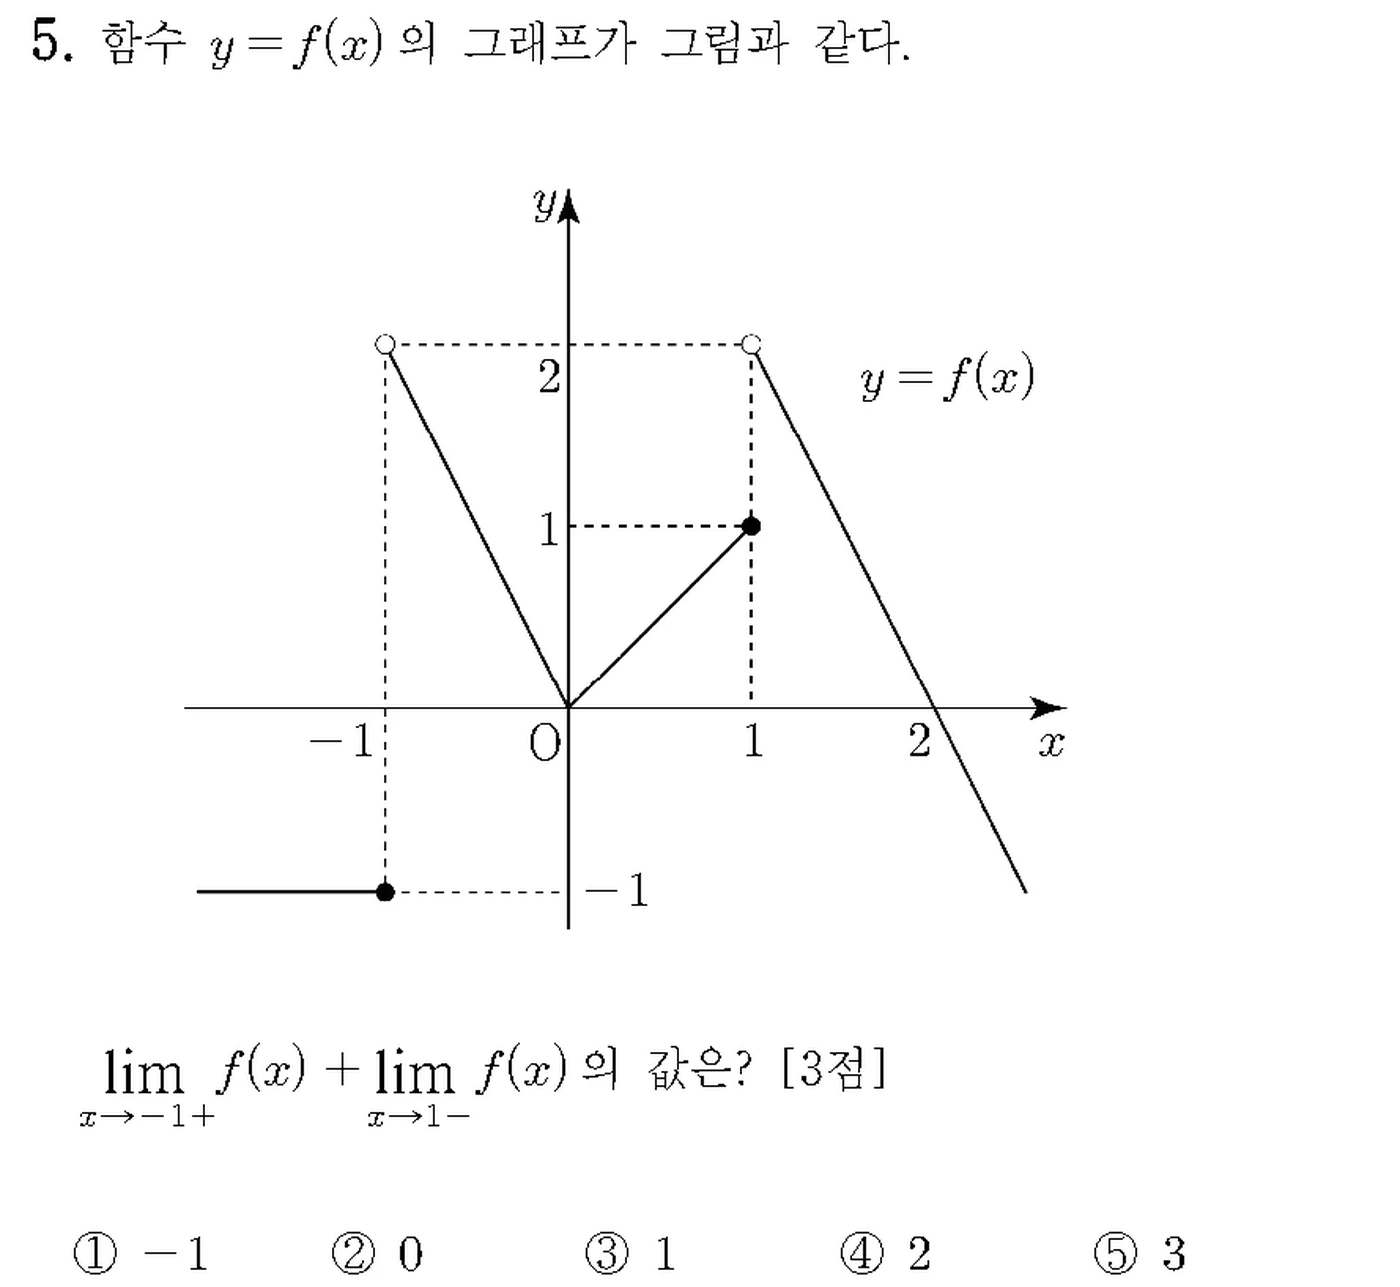 5. 함수 y=f(x)의 그래프가 그림과 같다.
y
2
y=f(x)
1
-1 O 1 2 x
-1
lim f(x) + lim f(x)의 값은? [3점]
x→-1+ x→1-
① -1 ② 0 ③ 1 ④ 2 ⑤ 3